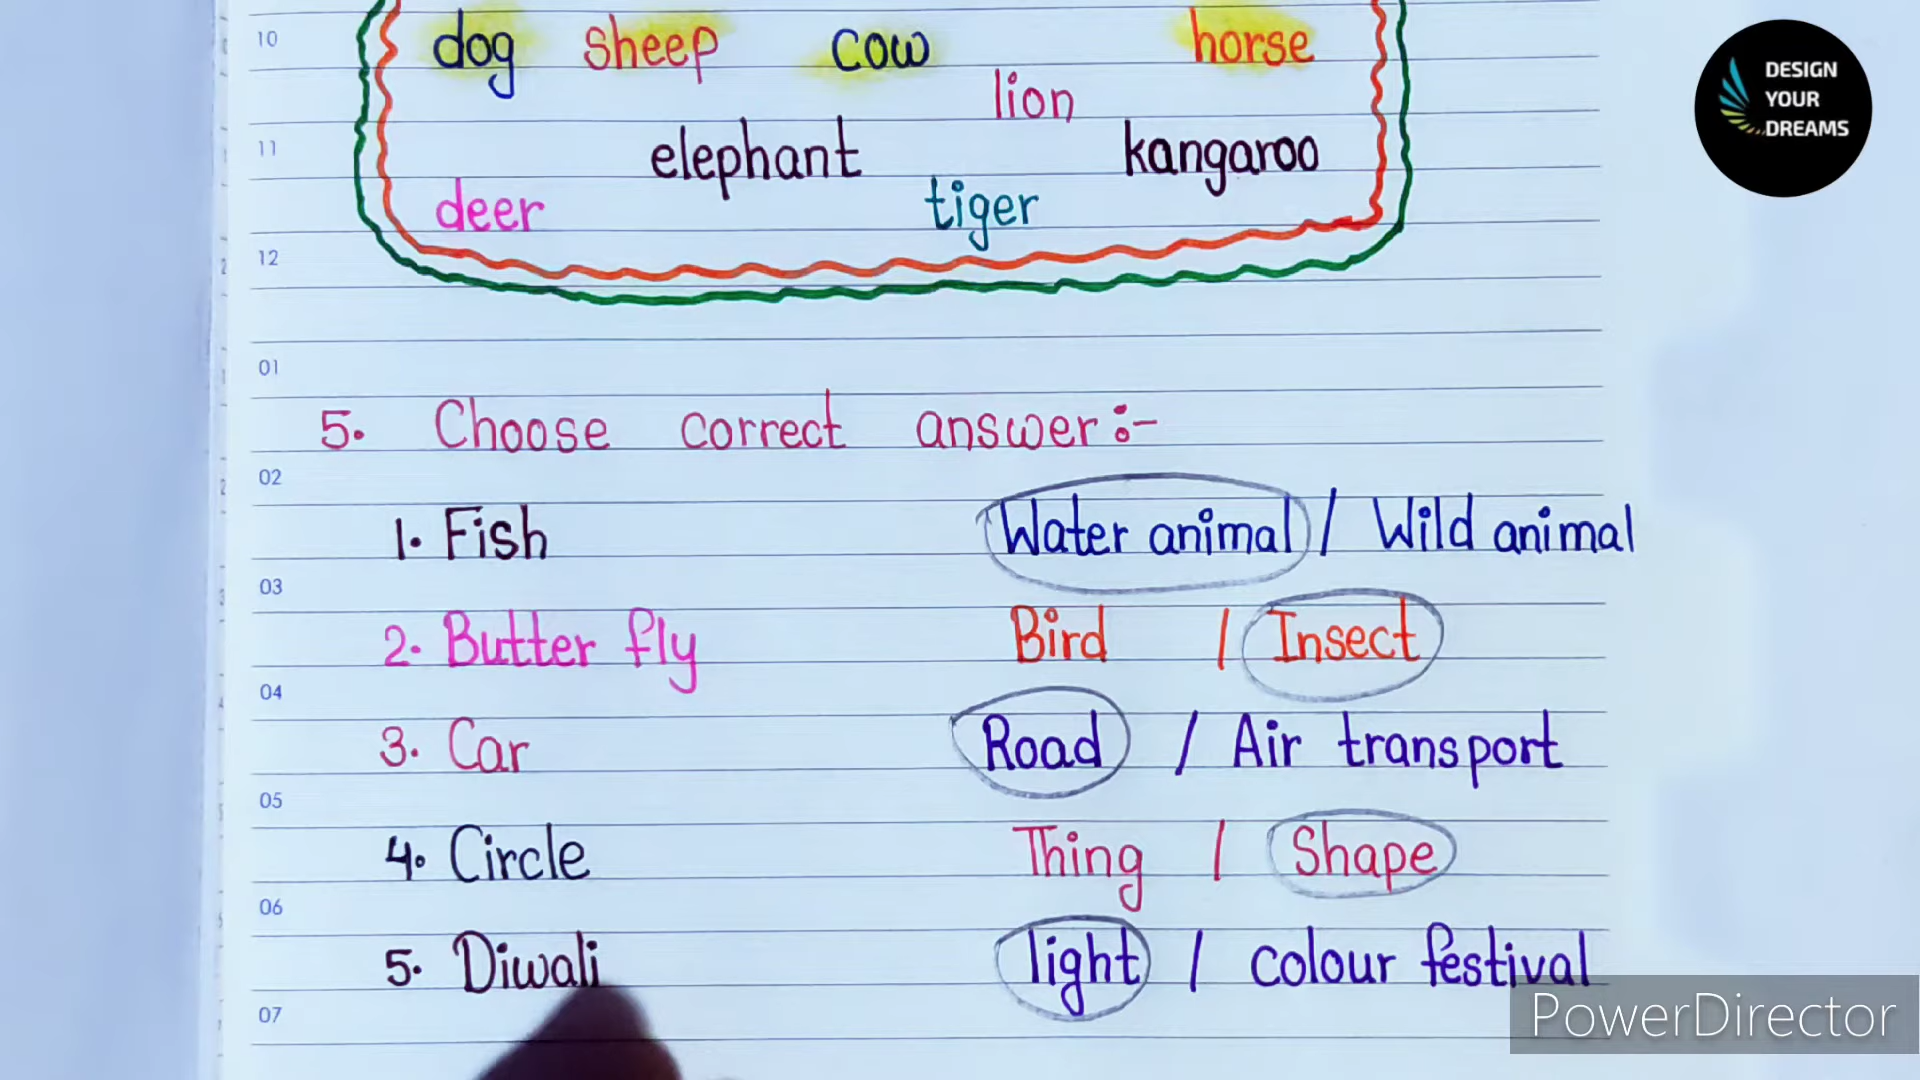 10 dog sheep cow horse
lion
11 elephant kangaroo
deer tiger
12
01
5. Choose correct answer :-
02
1. Fish Water animal / Wild animal
03
2. Butter fly Bird / Insect
04
3. Car Road / Air transport
05
4. Circle Thing / Shape
06
5. Diwali light / colour festival
07
DESIGN
YOUR
DREAMS
PowerDirector